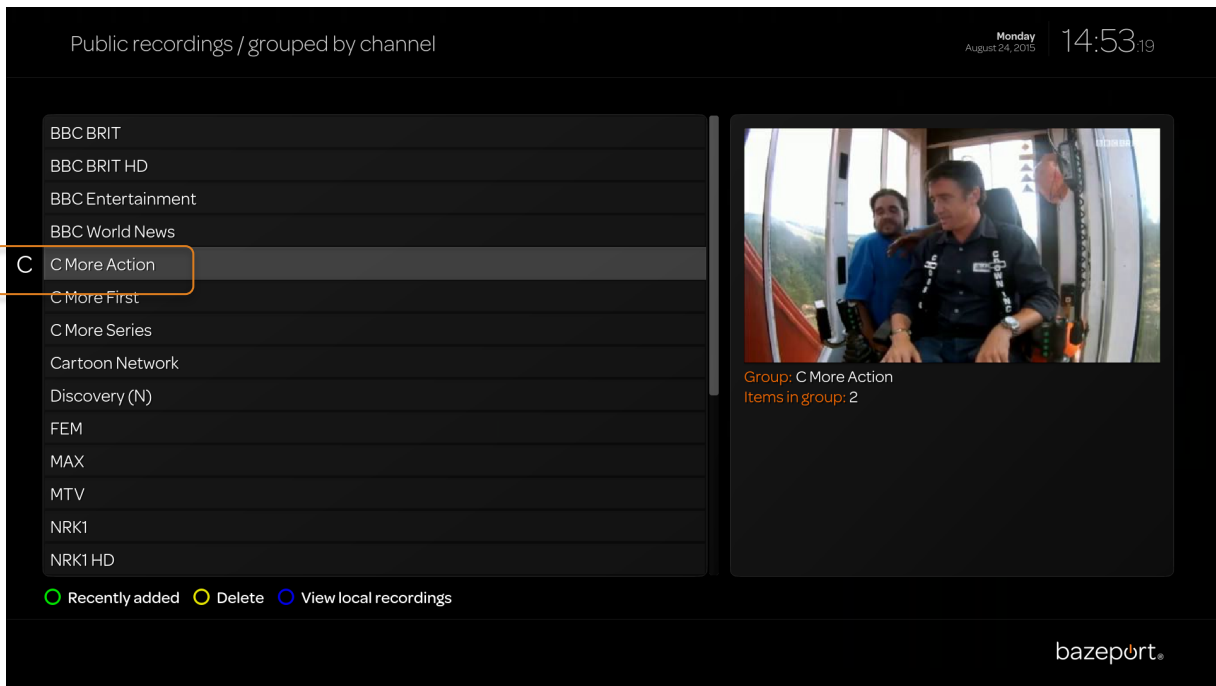 Public recordings / grouped by channel
Monday
August 24, 2015
14:53:19
BBC BRIT
BBC BRIT HD
BBC Entertainment
BBC World News
C
C More Action
C More First
C More Series
Cartoon Network
Discovery (N)
FEM
MAX
MTV
NRK1
NRK1 HD
Group: C More Action
Items in group: 2
Recently added
Delete
View local recordings
bazeport®